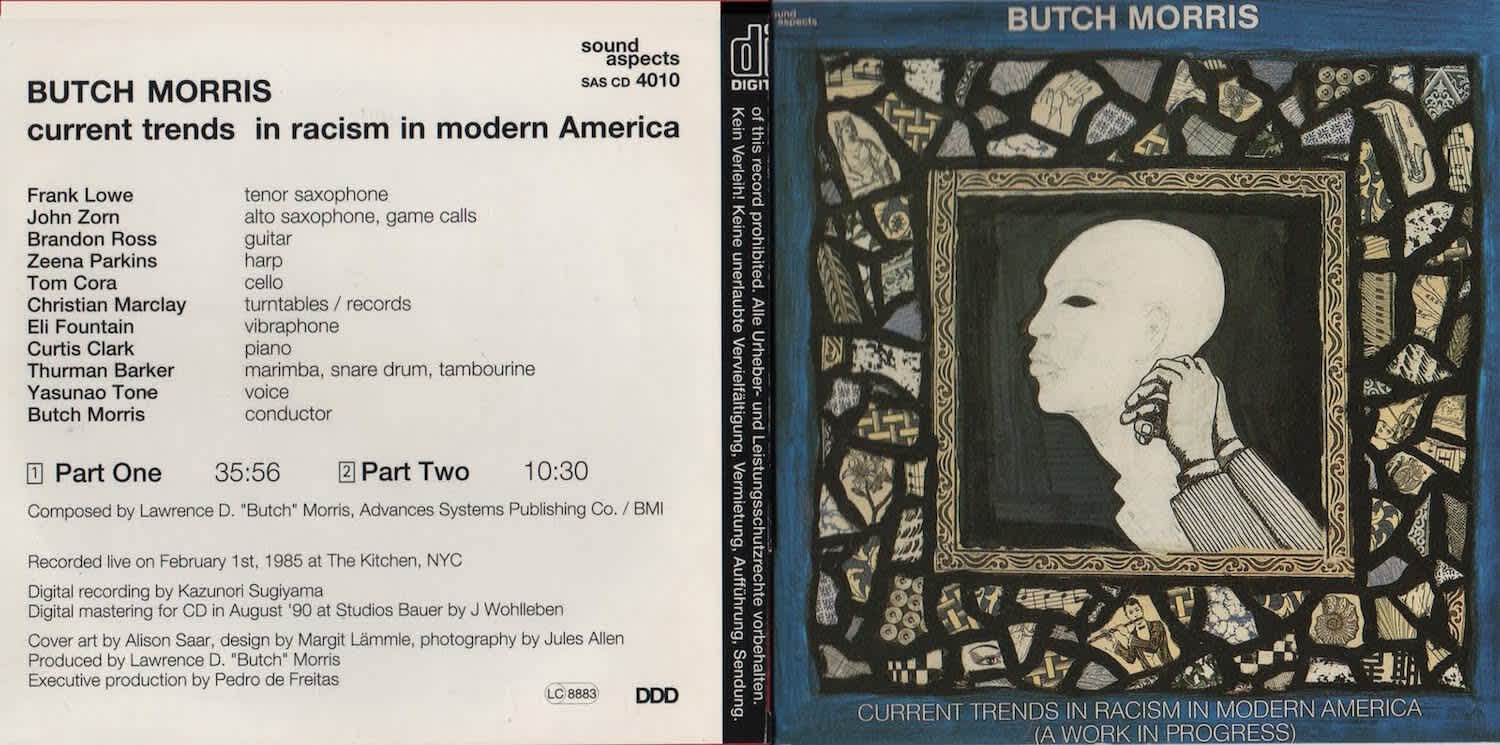 sound
aspects
SAS CD 4010
BUTCH MORRIS
current trends in racism in modern America
Frank Lowe tenor saxophone
John Zorn alto saxophone, game calls
Brandon Ross guitar
Zeena Parkins harp
Tom Cora cello
Christian Marclay turntables / records
Eli Fountain vibraphone
Curtis Clark piano
Thurman Barker marimba, snare drum, tambourine
Yasunao Tone voice
Butch Morris conductor
1 Part One 35:56 2 Part Two 10:30
Composed by Lawrence D. "Butch" Morris, Advances Systems Publishing Co. / BMI
Recorded live on February 1st, 1985 at The Kitchen, NYC
Digital recording by Kazunori Sugiyama
Digital mastering for CD in August '90 at Studios Bauer by J Wohlleben
Cover art by Alison Saar, design by Margit Lämmle, photography by Jules Allen
Produced by Lawrence D. "Butch" Morris
Executive production by Pedro de Freitas
LC 8883 DDD
of this record prohibited. Alle Urheber- und Leistungsschutzrechte vorbehalten.
Kein Verleih! Keine unerlaubte Vervielfältigung, Vermietung, Aufführung, Sendung.
aspects
BUTCH MORRIS
CURRENT TRENDS IN RACISM IN MODERN AMERICA
(A WORK IN PROGRESS)